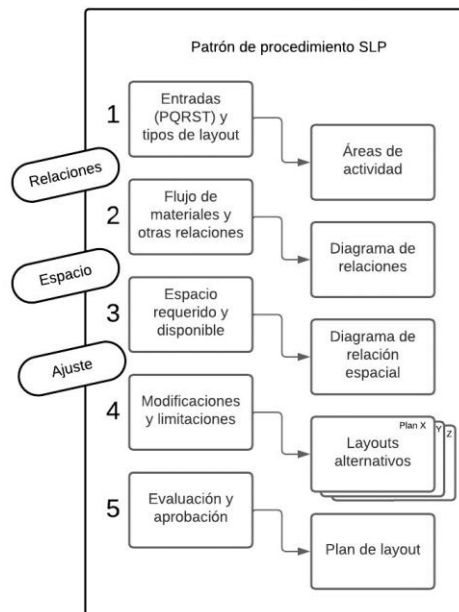 Patrón de procedimiento SLP
1
Entradas
(PQRST) y
tipos de layout
Áreas de
actividad
Relaciones
2
Flujo de
materiales y
otras relaciones
Diagrama de
relaciones
Espacio
3
Espacio
requerido y
disponible
Diagrama de
relación
espacial
Ajuste
4
Modificaciones
y limitaciones
Plan X
Y
Z
Layouts
alternativos
5
Evaluación y
aprobación
Plan de layout